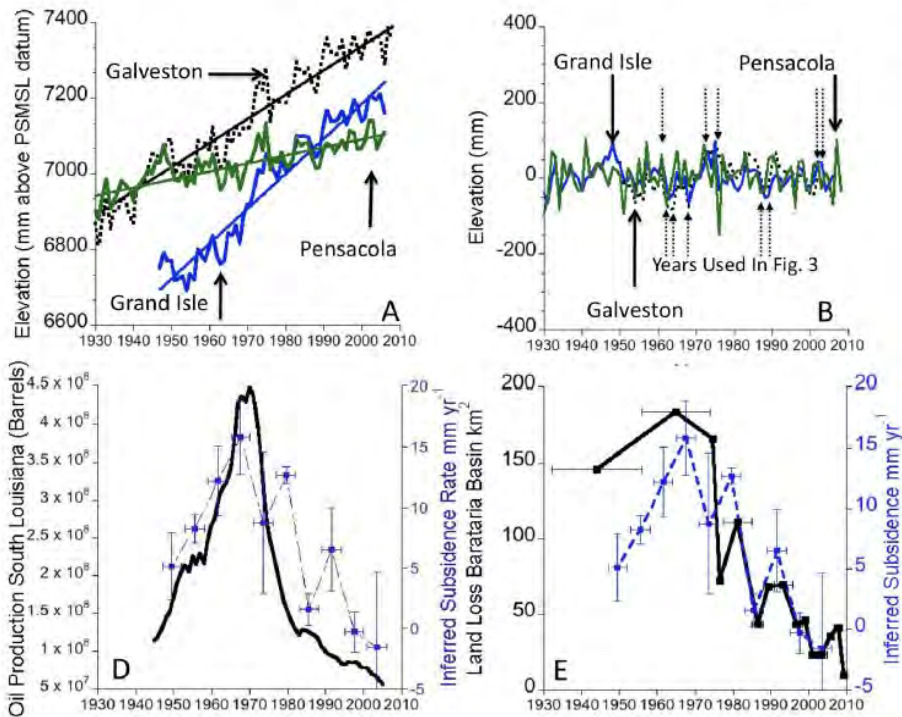 Elevation (mm above PSMSL datum)
7400
7200
7000
6800
6600
Galveston
Pensacola
Grand Isle
A
1930 1940 1950 1960 1970 1980 1990 2000 2010
Elevation (mm)
400
200
0
-200
-400
Grand Isle
Pensacola
Years Used In Fig. 3
Galveston
B
1930 1940 1950 1960 1970 1980 1990 2000 2010
Oil Production South Louisiana (Barrels)
4.5 x 10⁸
4 x 10⁸
3.5 x 10⁸
3 x 10⁸
2.5 x 10⁸
2 x 10⁸
1.5 x 10⁸
1 x 10⁸
5 x 10⁷
D
20
15
10
5
0
-5
Inferred Subsidence Rate mm yr⁻¹
1930 1940 1950 1960 1970 1980 1990 2000 2010
Land Loss Barataria Basin km²
200
150
100
50
0
E
20
15
10
5
0
-5
Inferred Subsidence mm yr⁻¹
1930 1940 1950 1960 1970 1980 1990 2000 2010